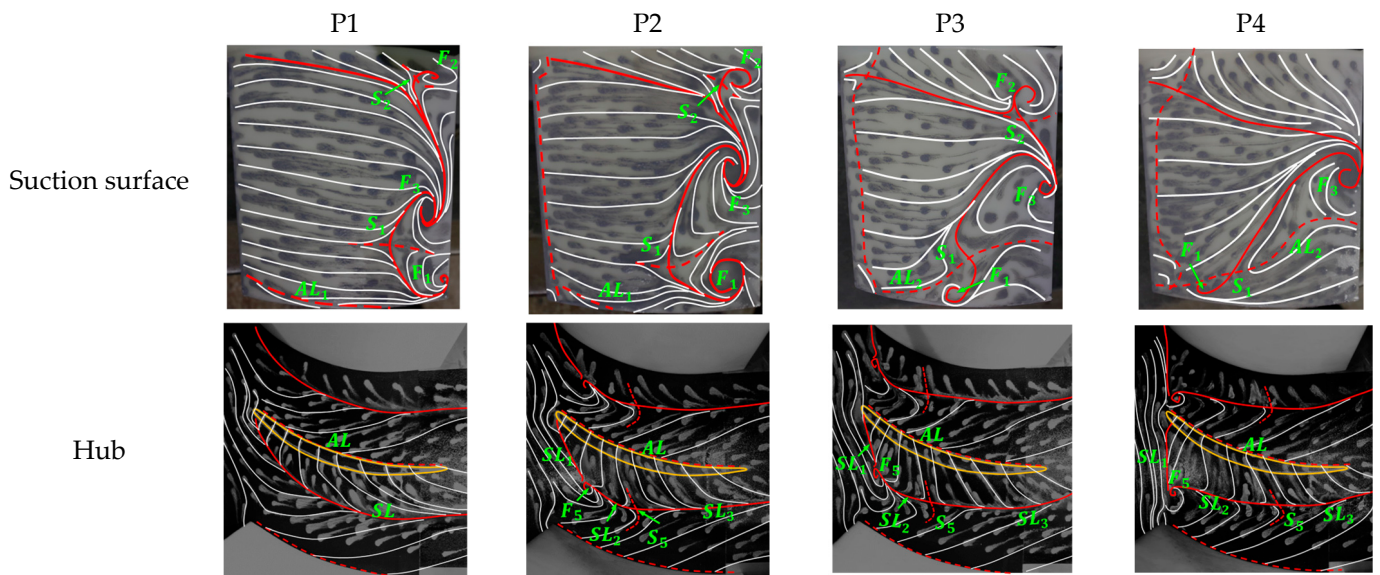 P1 P2 P3 P4
Suction surface
F₂ S₂ F₃ S₁ F₁ AL₁
F₂ S₂ F₃ S₁ F₁ AL₁
F₂ S₂ F₃ S₁ F₁ AL₂
F₃ F₁ S₁ AL₂
Hub
AL SL
SL₁ AL F₅ SL₂ S₅ SL₃
SL₁ AL F₅ SL₂ S₅ SL₃
SL₁ AL F₅ SL₂ S₅ SL₃